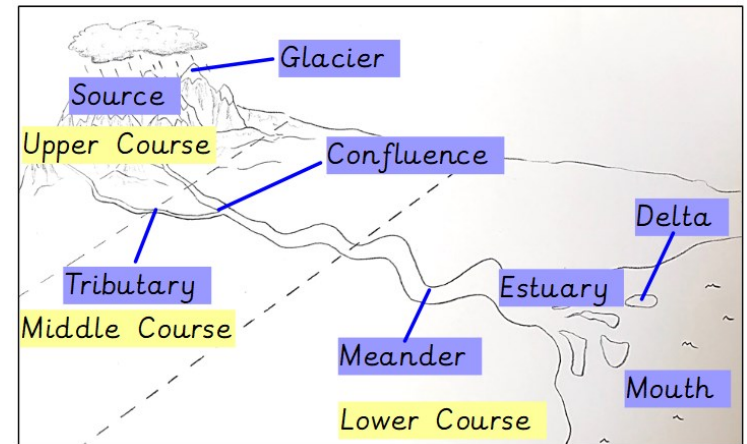 Glacier
Source
Upper Course
Confluence
Delta
Tributary
Estuary
Middle Course
Meander
Mouth
Lower Course